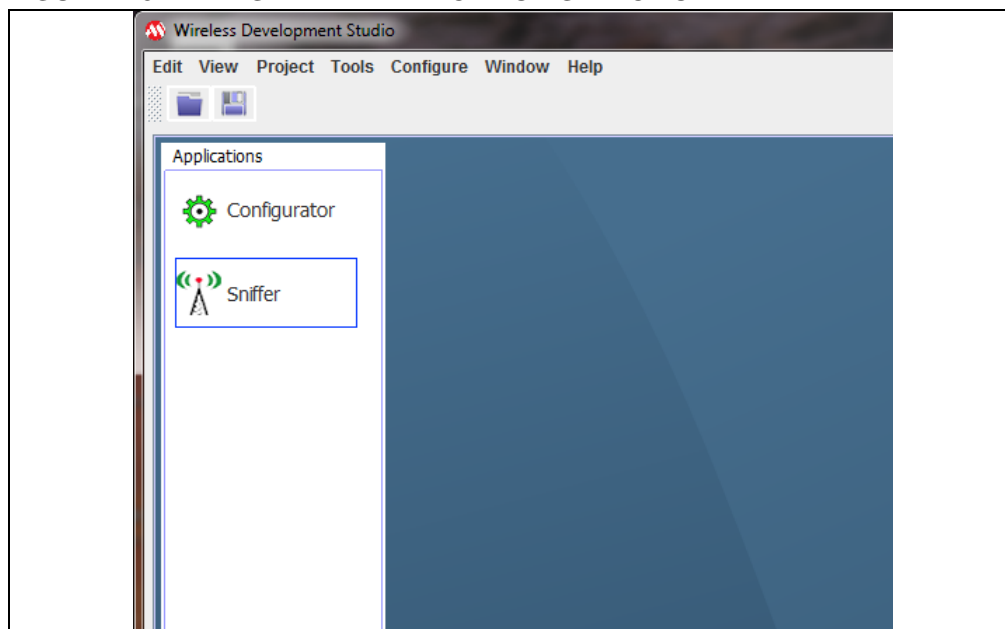 Wireless Development Studio
Edit View Project Tools Configure Window Help
Applications
Configurator
Sniffer